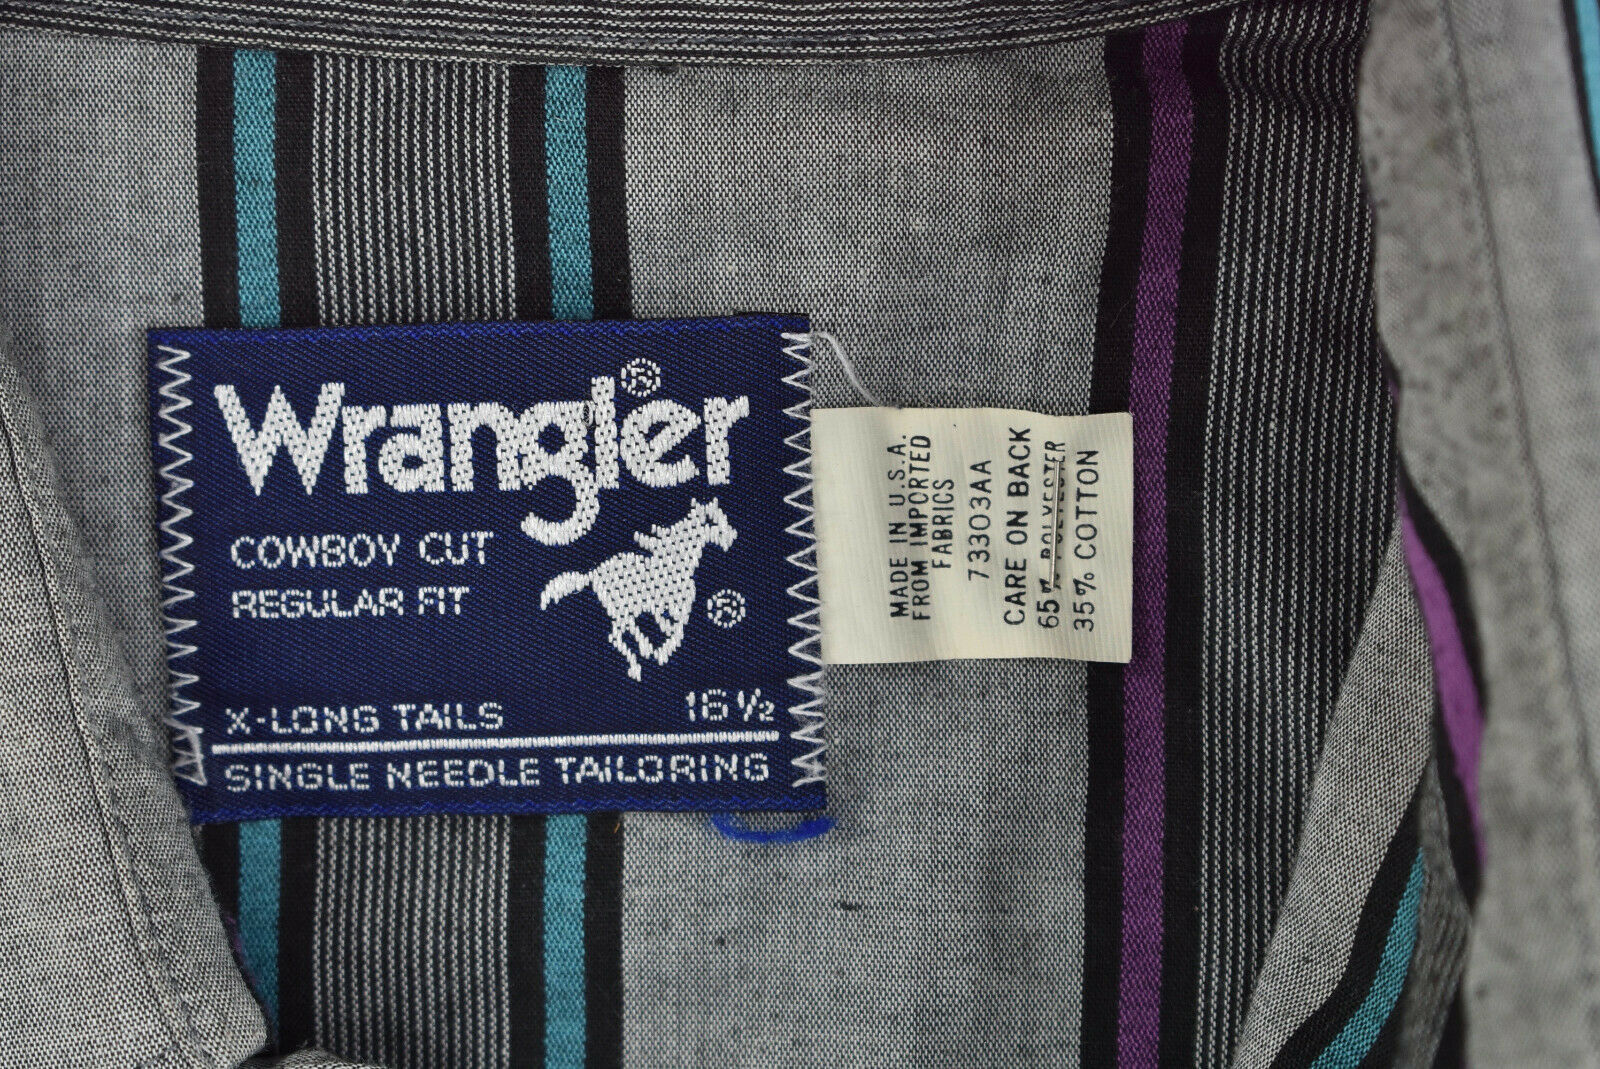 Wrangler®
COWBOY CUT
REGULAR FIT
®
X-LONG TAILS 16 ½
SINGLE NEEDLE TAILORING
MADE IN U.S.A.
FROM IMPORTED
FABRICS
73303AA
CARE ON BACK
65% POLYESTER
35% COTTON